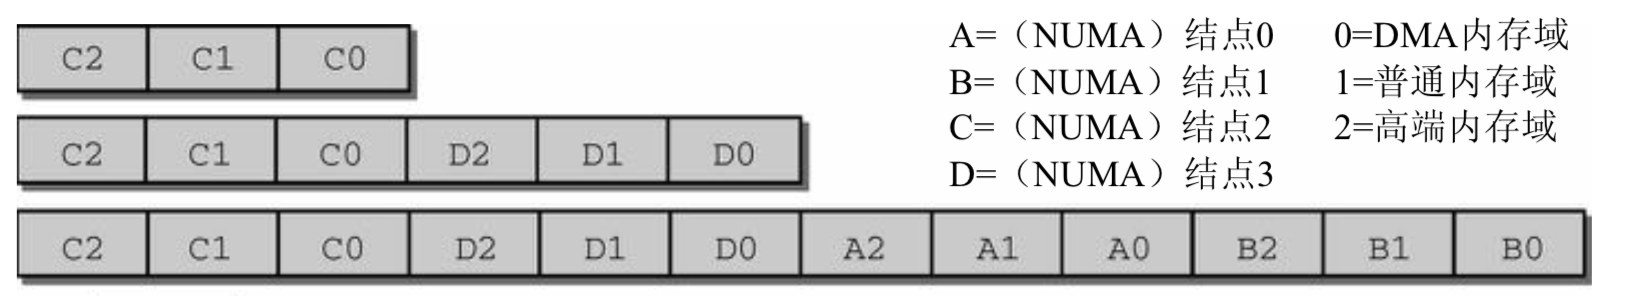 C2 C1 C0
C2 C1 C0 D2 D1 D0
C2 C1 C0 D2 D1 D0 A2 A1 A0 B2 B1 B0
A=（NUMA）结点0 0=DMA内存域
B=（NUMA）结点1 1=普通内存域
C=（NUMA）结点2 2=高端内存域
D=（NUMA）结点3